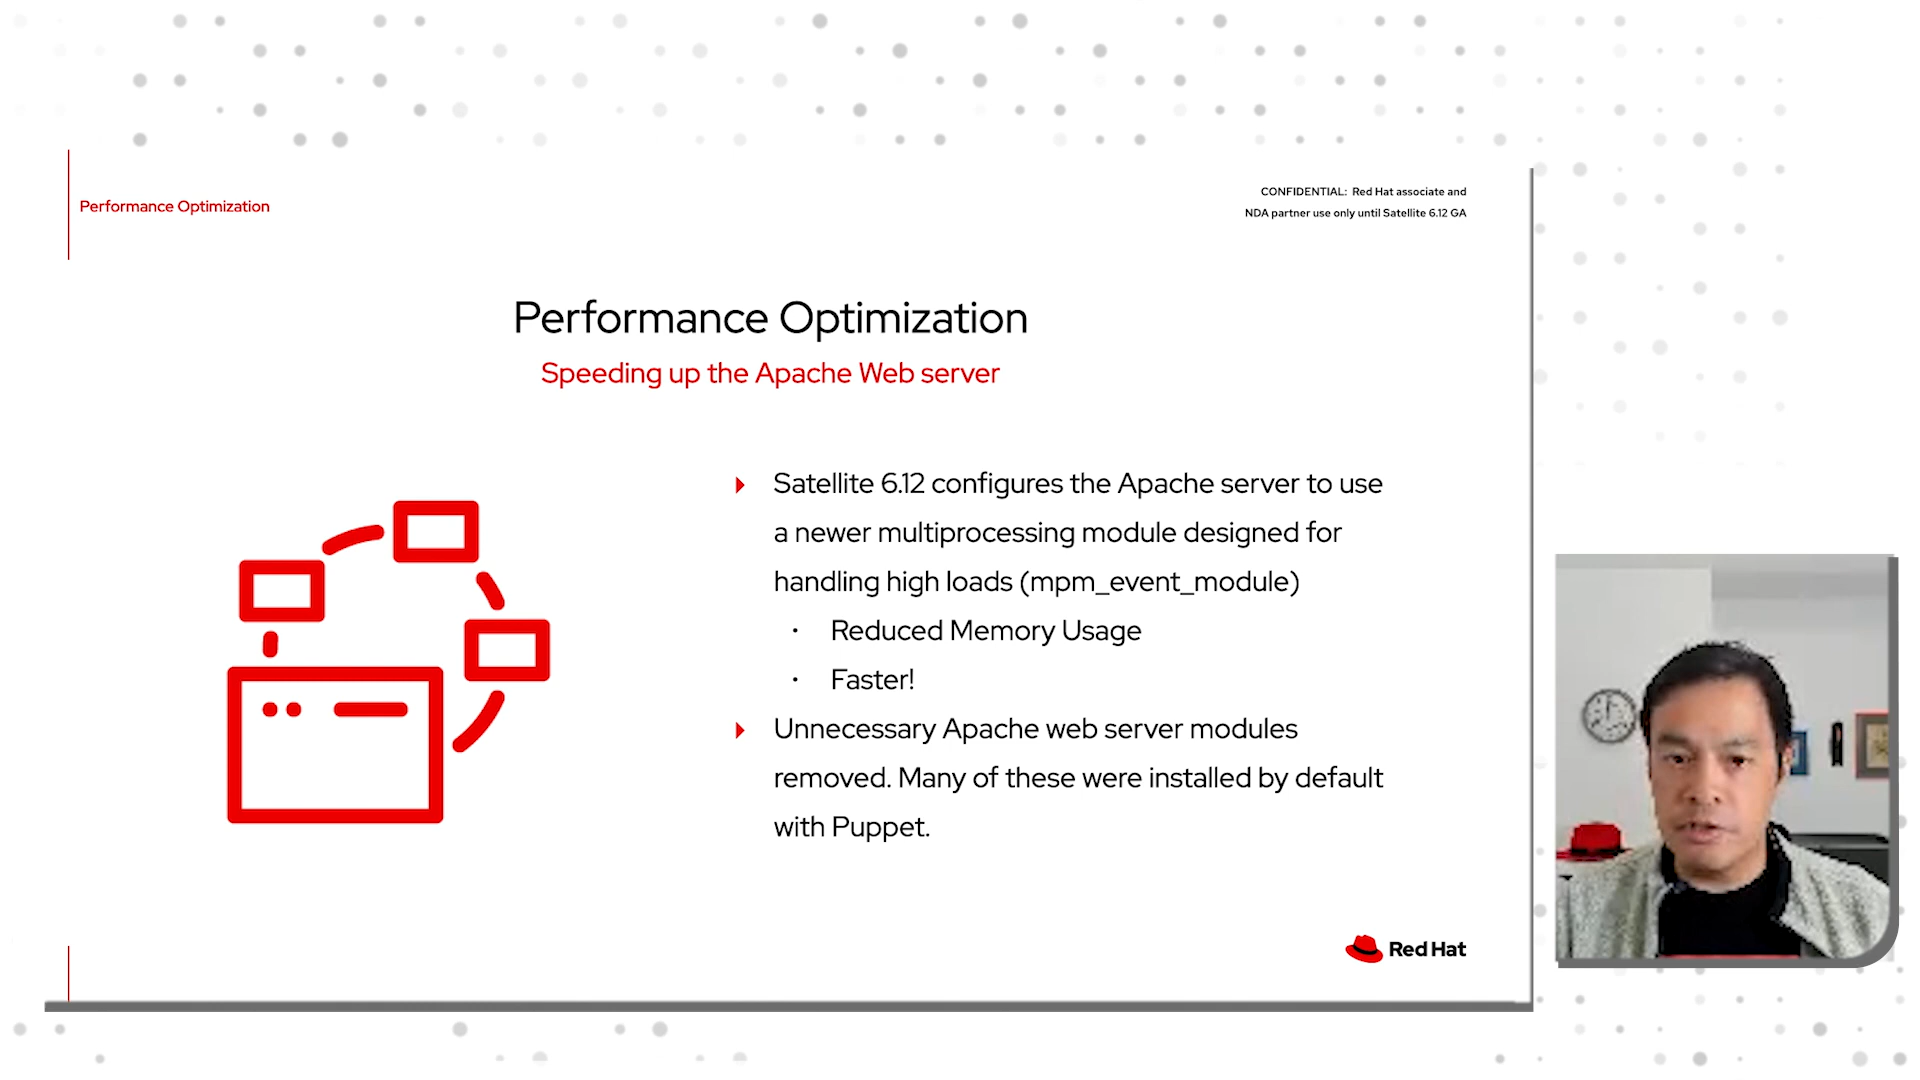 Performance Optimization
CONFIDENTIAL: Red Hat associate and
NDA partner use only until Satellite 6.12 GA
Performance Optimization
Speeding up the Apache Web server
Satellite 6.12 configures the Apache server to use
a newer multiprocessing module designed for
handling high loads (mpm_event_module)
Reduced Memory Usage
Faster!
Unnecessary Apache web server modules
removed. Many of these were installed by default
with Puppet.
Red Hat